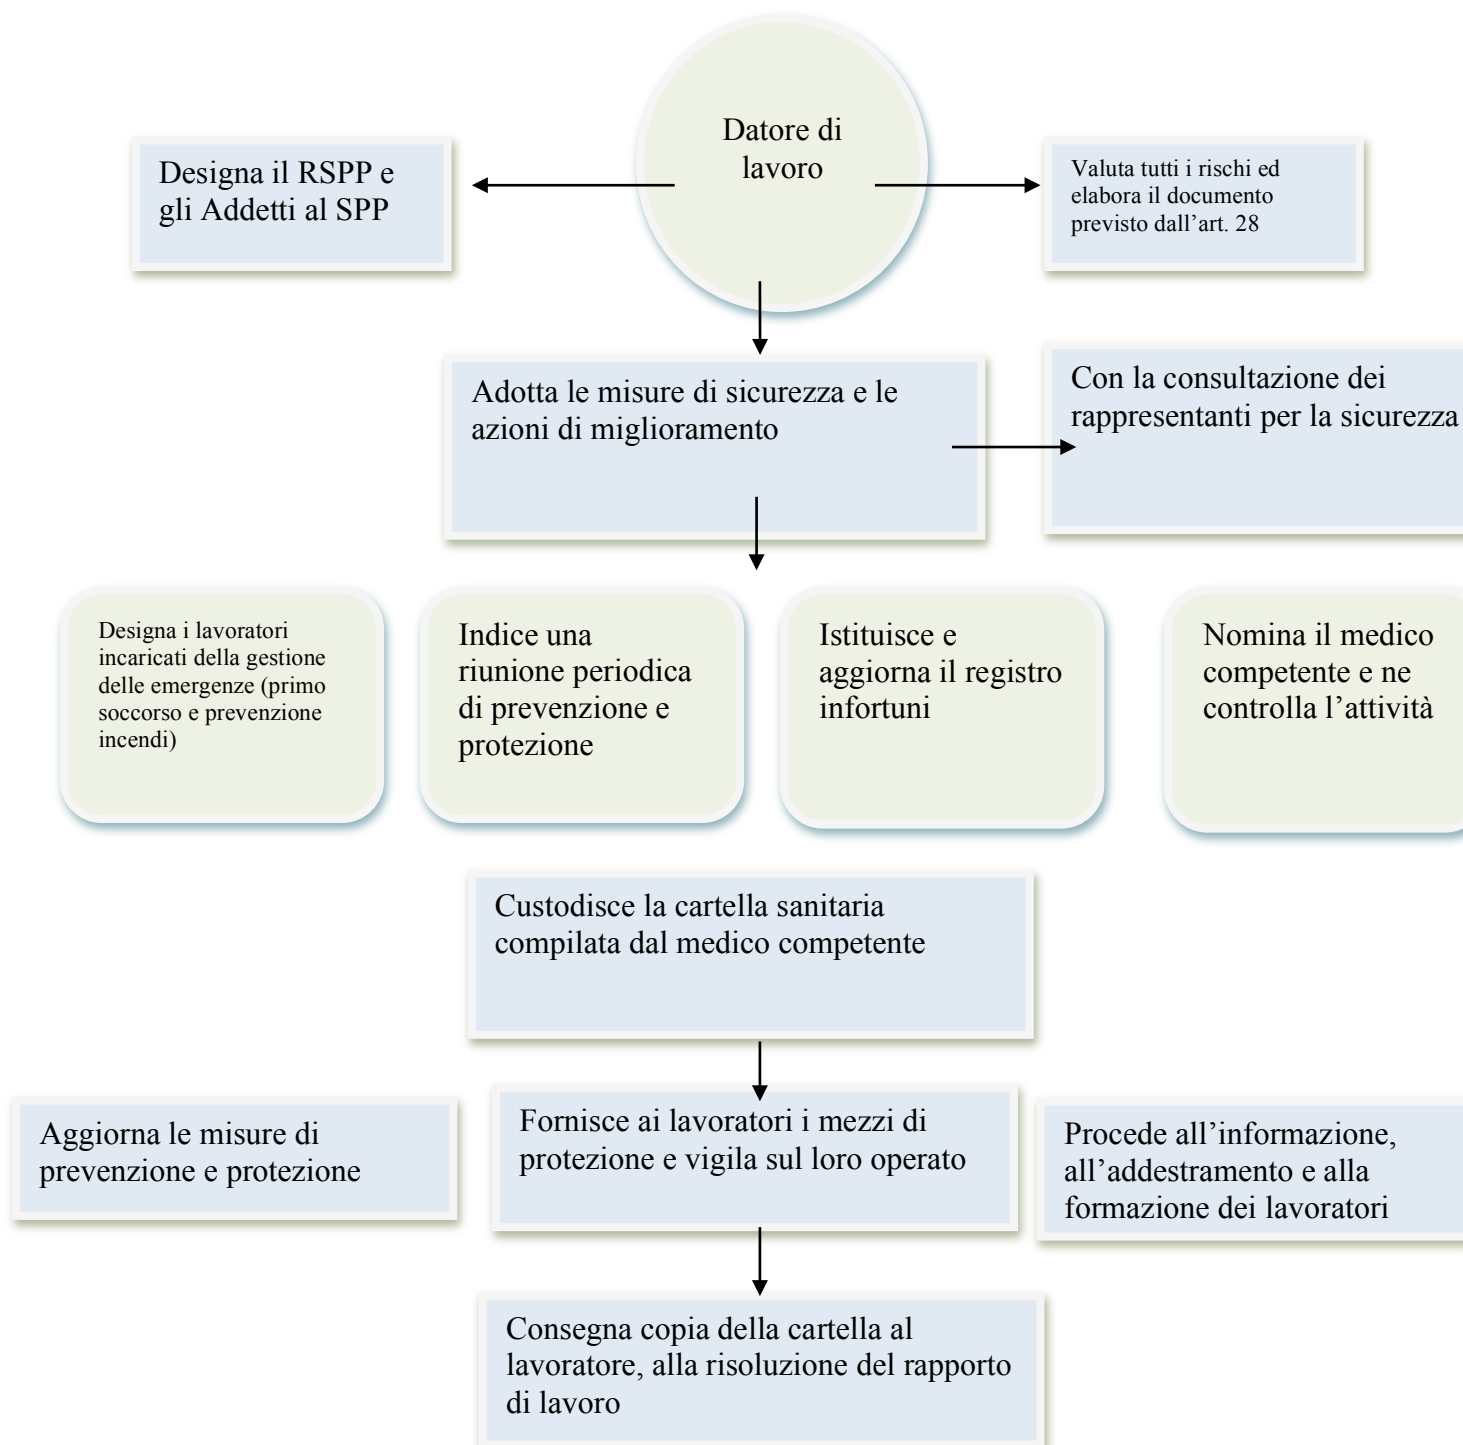 Datore di
lavoro
Designa il RSPP e
gli Addetti al SPP
Valuta tutti i rischi ed
elabora il documento
previsto dall’art. 28
Adotta le misure di sicurezza e le
azioni di miglioramento
Con la consultazione dei
rappresentanti per la sicurezza
Designa i lavoratori
incaricati della gestione
delle emergenze (primo
soccorso e prevenzione
incendi)
Indice una
riunione periodica
di prevenzione e
protezione
Istituisce e
aggiorna il registro
infortuni
Nomina il medico
competente e ne
controlla l’attività
Custodisce la cartella sanitaria
compilata dal medico competente
Aggiorna le misure di
prevenzione e protezione
Fornisce ai lavoratori i mezzi di
protezione e vigila sul loro operato
Procede all’informazione,
all’addestramento e alla
formazione dei lavoratori
Consegna copia della cartella al
lavoratore, alla risoluzione del rapporto
di lavoro